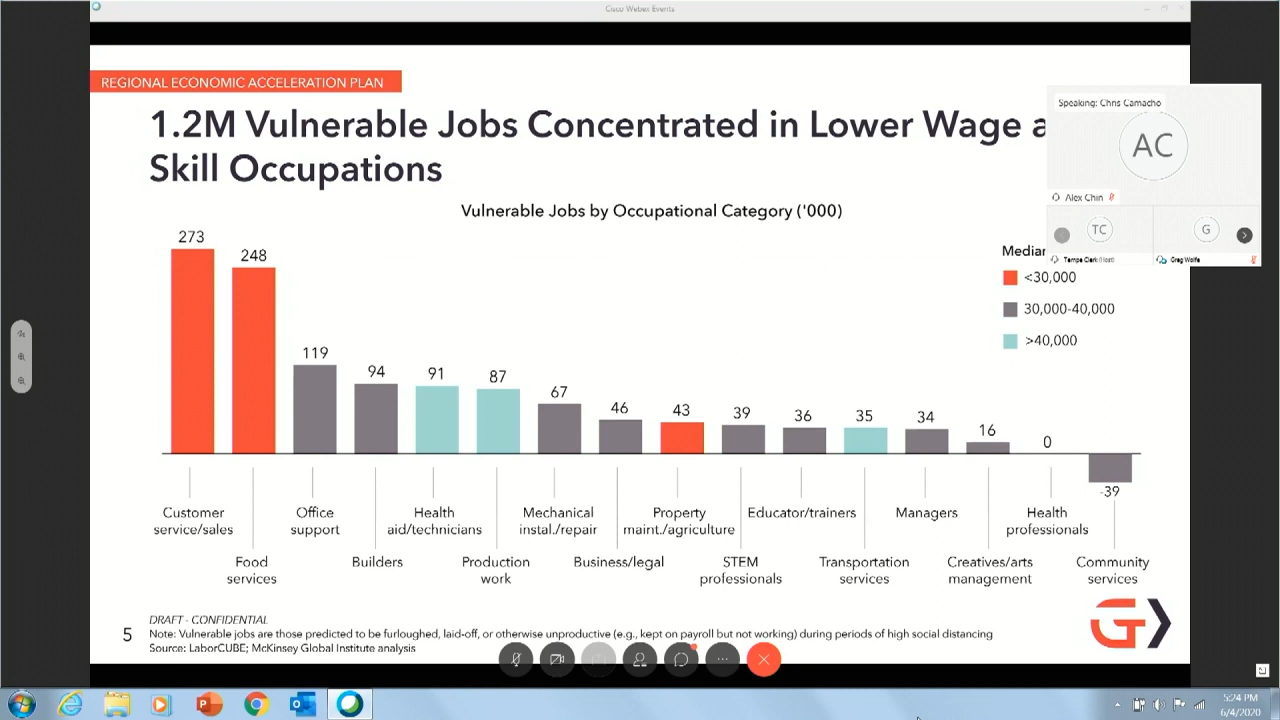 Cisco Webex Events
REGIONAL ECONOMIC ACCELERATION PLAN
1.2M Vulnerable Jobs Concentrated in Lower Wage a
Skill Occupations
Speaking: Chris Camacho
AC
Alex Chin
TC
G
Tempe Clerk (Host)
Greg Wolfe
Vulnerable Jobs by Occupational Category ('000)
Median
<30,000
30,000-40,000
>40,000
273
248
119
94
91
87
67
46
43
39
36
35
34
16
0
-39
Customer
service/sales
Food
services
Office
support
Builders
Health
aid/technicians
Production
work
Mechanical
instal./repair
Business/legal
Property
maint./agriculture
STEM
professionals
Educator/trainers
Transportation
services
Managers
Creatives/arts
management
Health
professionals
Community
services
DRAFT - CONFIDENTIAL
5
Note: Vulnerable jobs are those predicted to be furloughed, laid-off, or otherwise unproductive (e.g., kept on payroll but not working) during periods of high social distancing
Source: LaborCUBE; McKinsey Global Institute analysis
G
5:24 PM
6/4/2020